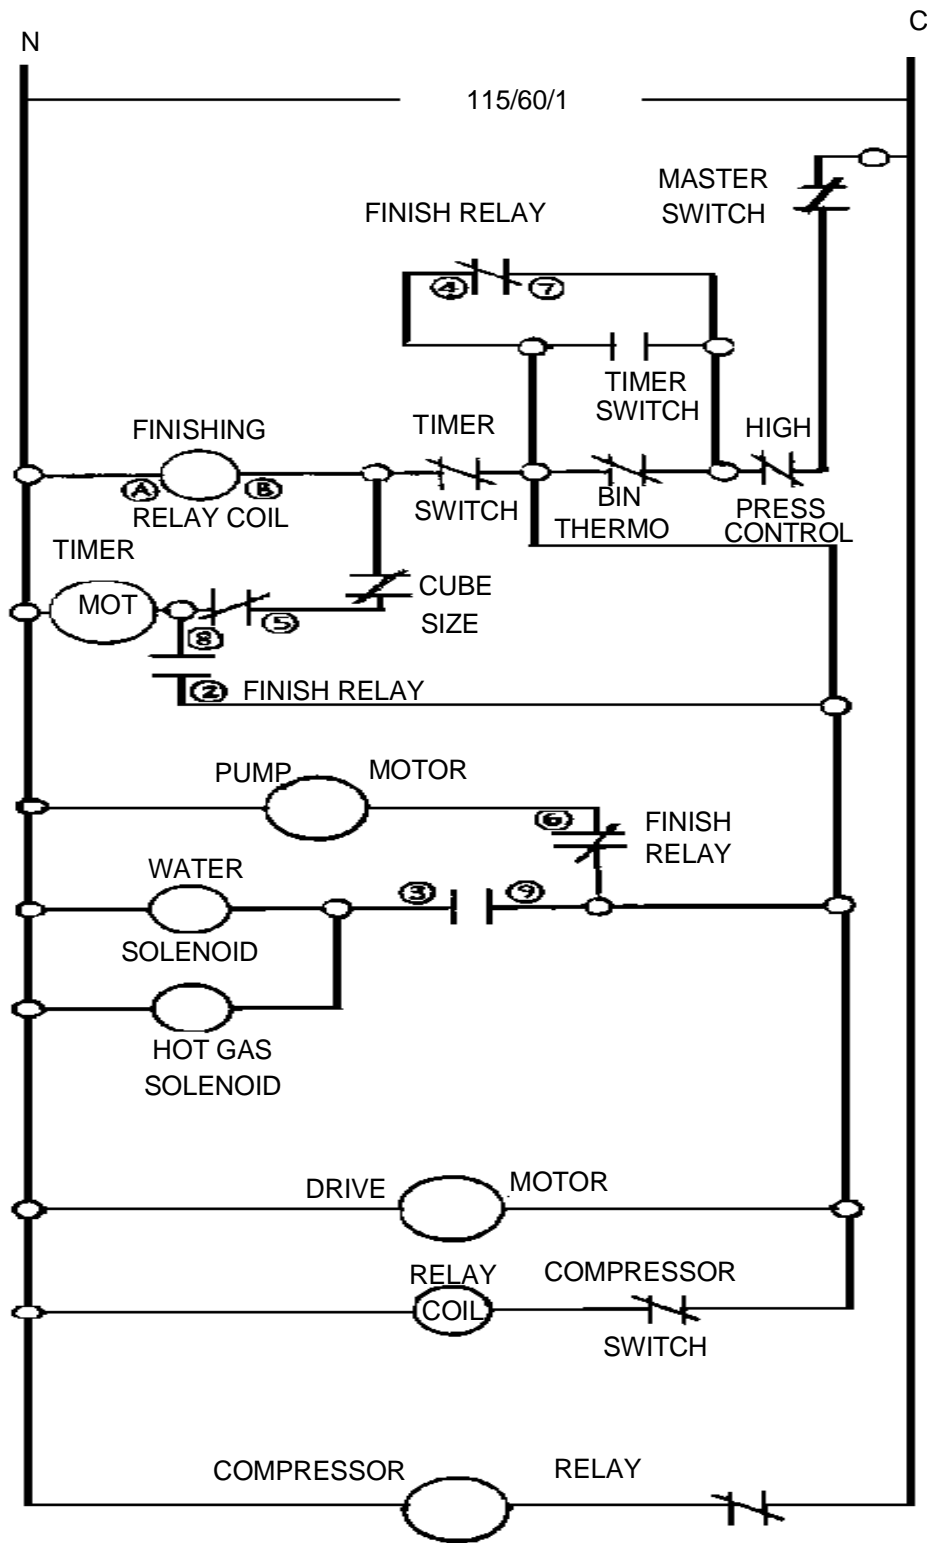 N
C
115/60/1
MASTER
SWITCH
FINISH RELAY
4
7
TIMER
SWITCH
FINISHING
TIMER
HIGH
A
B
RELAY COIL
SWITCH
BIN
THERMO
PRESS
CONTROL
TIMER
MOT
CUBE
SIZE
5
8
2
FINISH RELAY
PUMP
MOTOR
6
FINISH
RELAY
WATER
3
9
SOLENOID
HOT GAS
SOLENOID
DRIVE
MOTOR
RELAY
COIL
COMPRESSOR
SWITCH
COMPRESSOR
RELAY